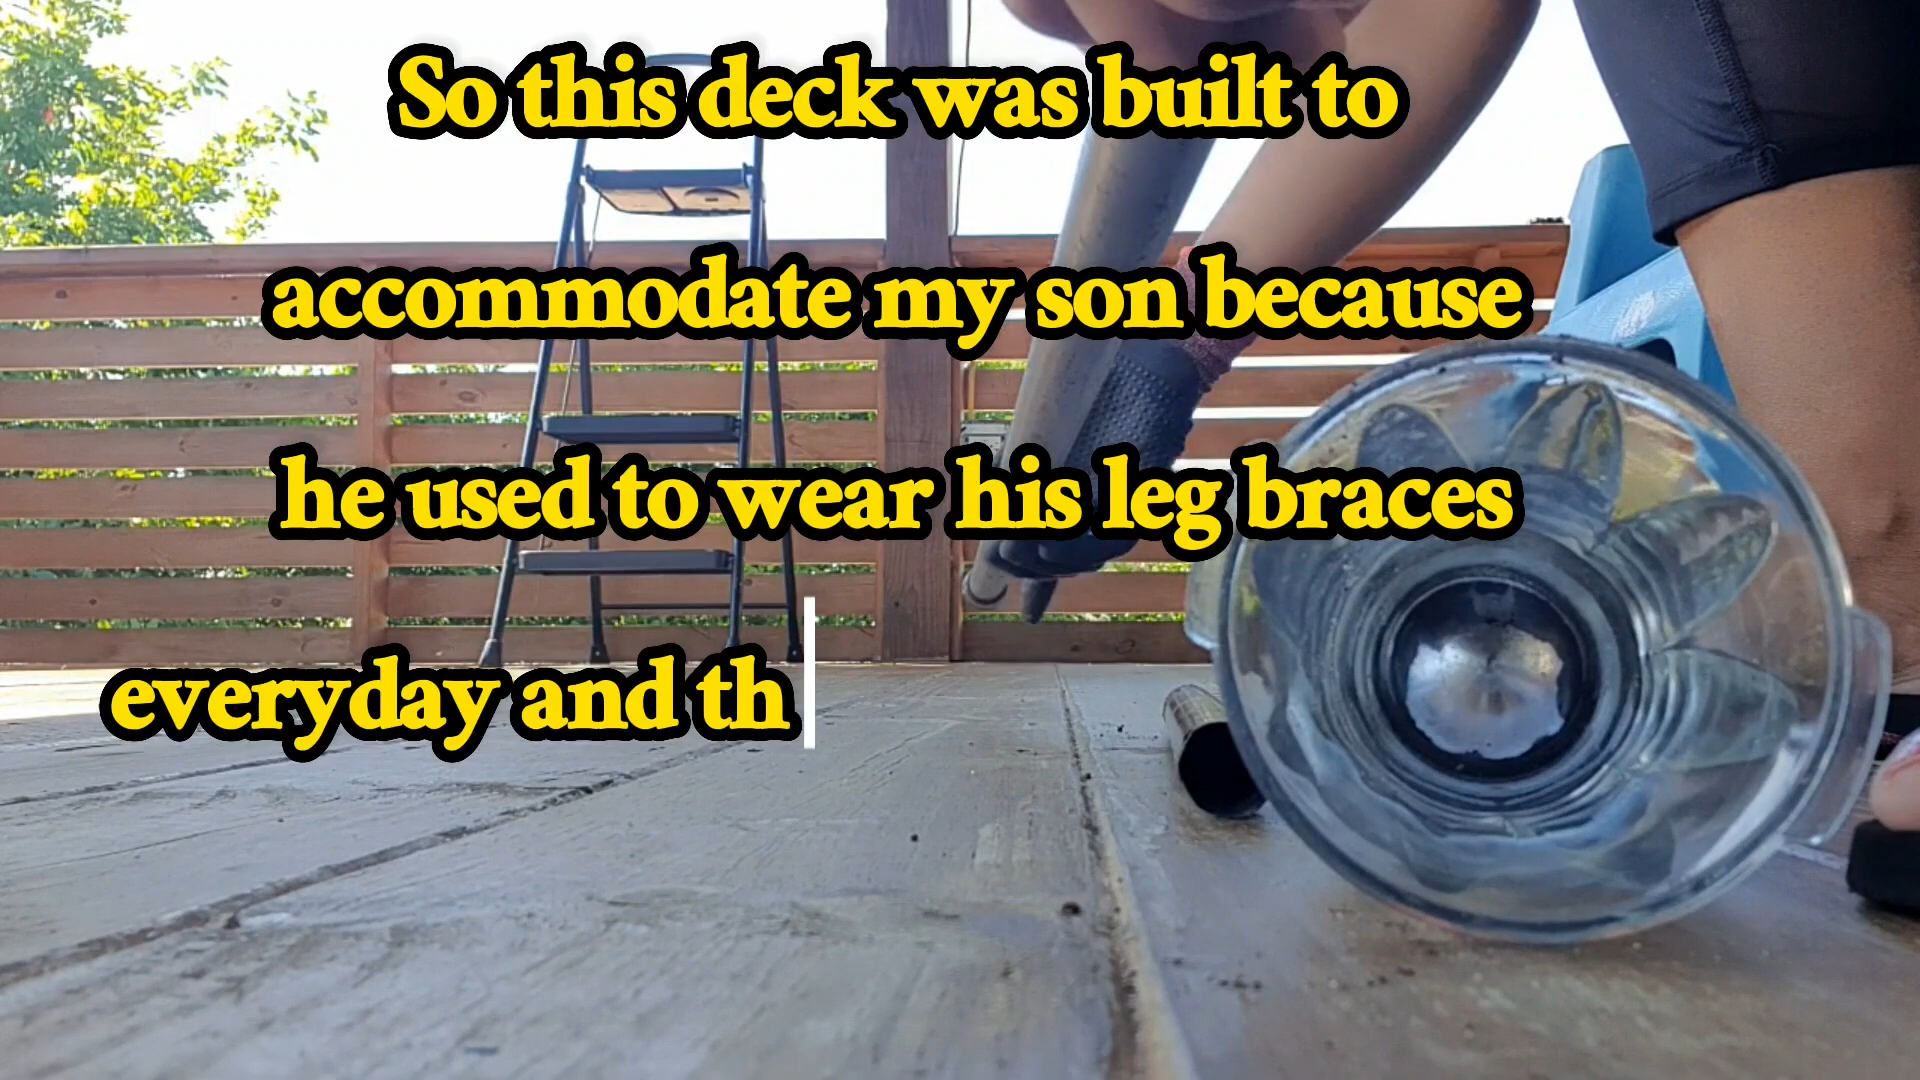 So this deck was built to
accommodate my son because
he used to wear his leg braces
everyday and th